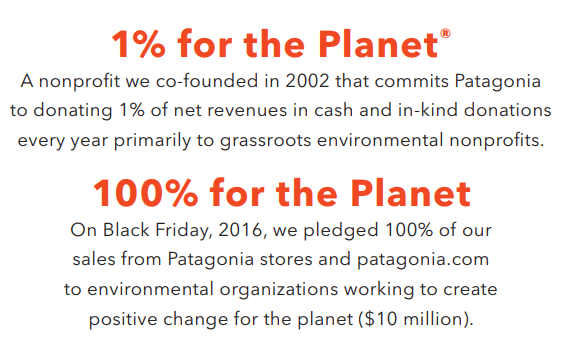 1% for the Planet®
A nonprofit we co-founded in 2002 that commits Patagonia
to donating 1% of net revenues in cash and in-kind donations
every year primarily to grassroots environmental nonprofits.
100% for the Planet
On Black Friday, 2016, we pledged 100% of our
sales from Patagonia stores and patagonia.com
to environmental organizations working to create
positive change for the planet ($10 million).